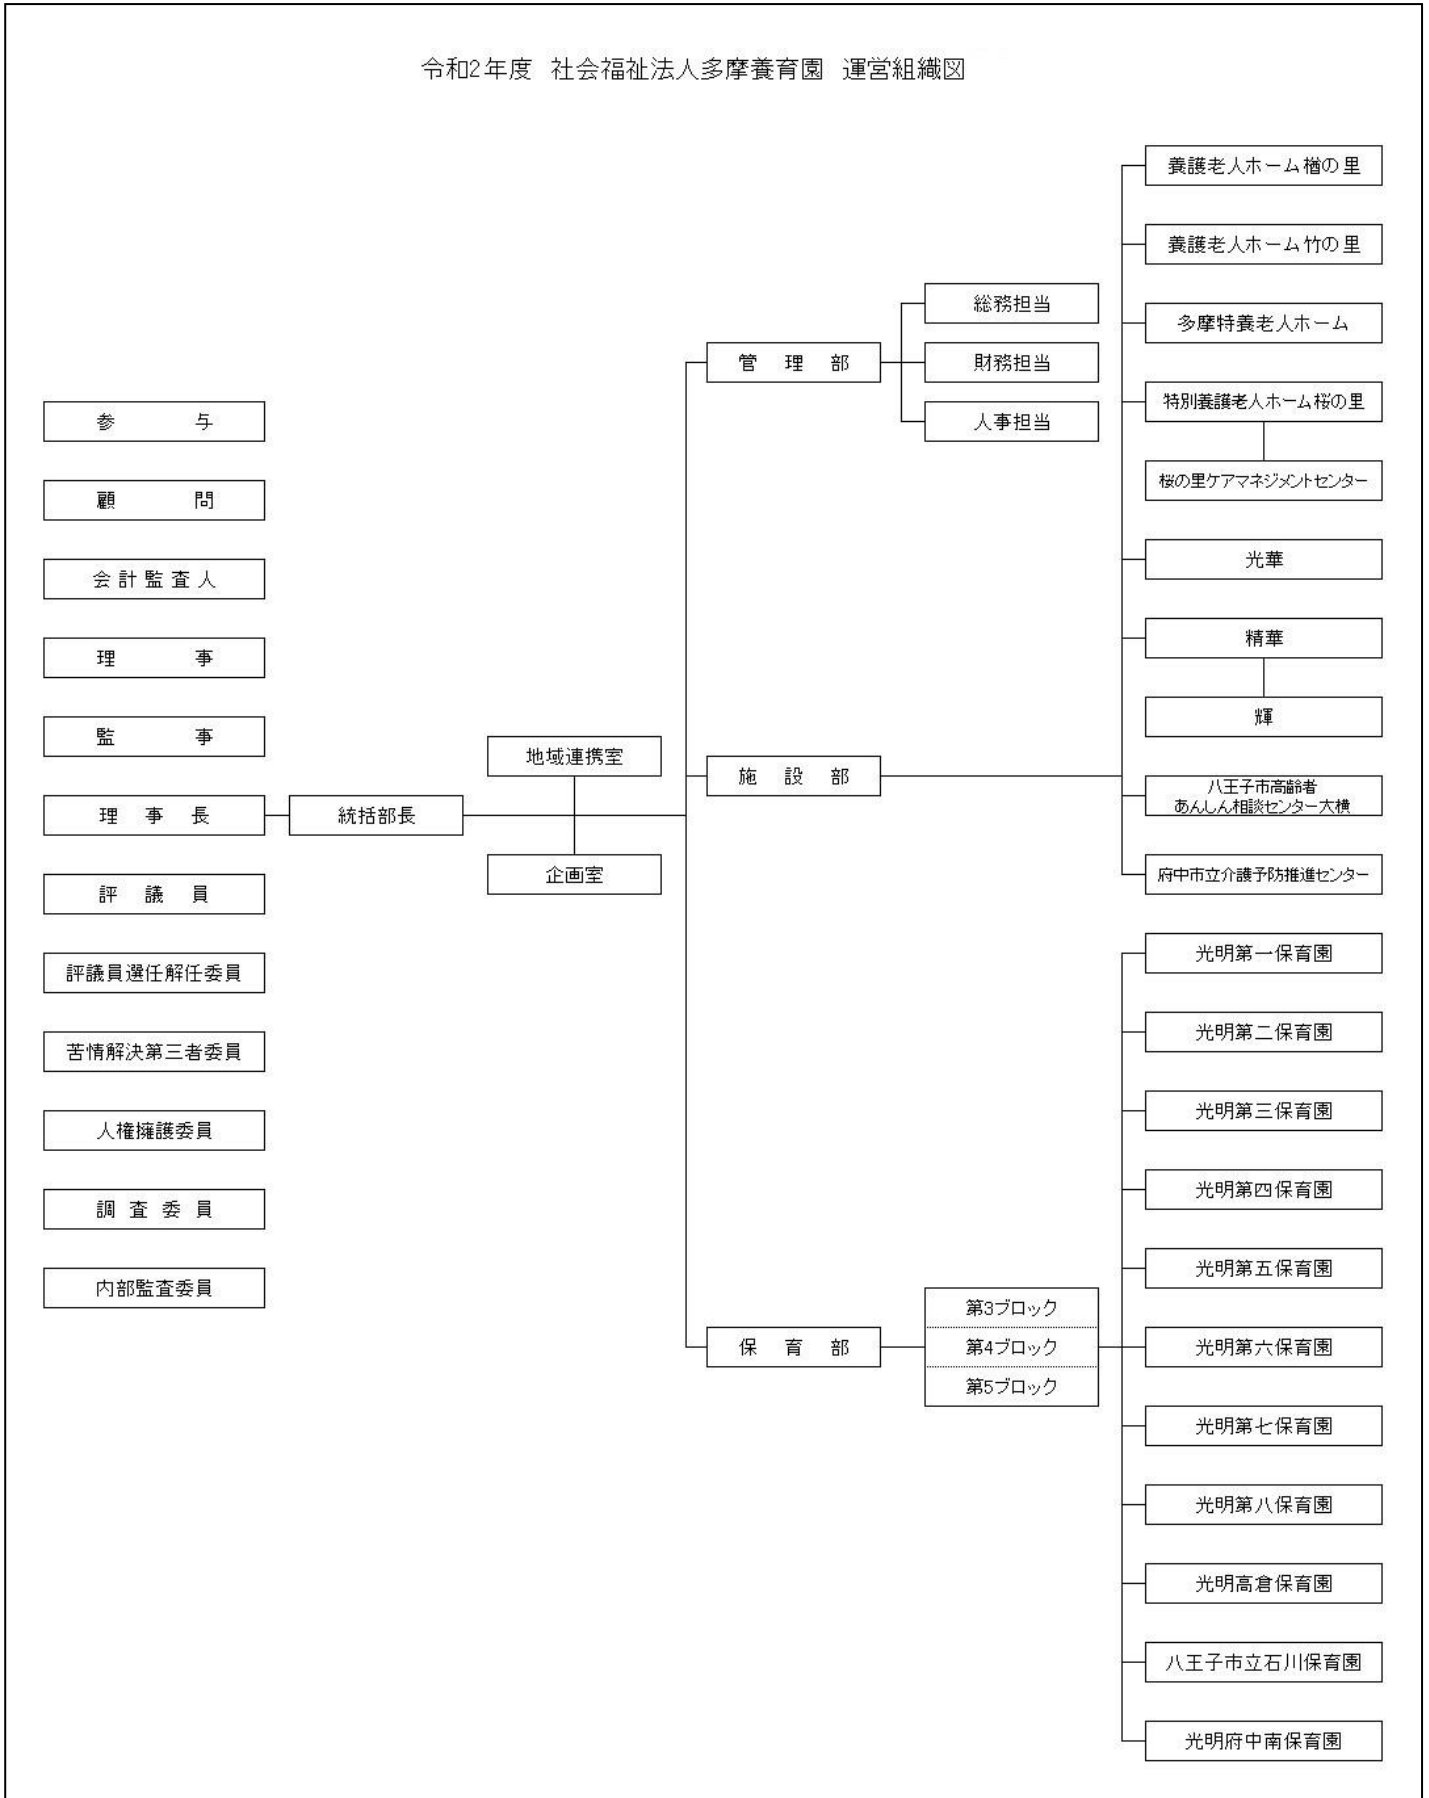 令和2年度 社会福祉法人多摩養育園 運営組織図
参与
顧問
会計監査人
理事
監事
理事長
評議員
評議員選任解任委員
苦情解決第三者委員
人権擁護委員
調査委員
内部監査委員
統括部長
地域連携室
企画室
管理部
総務担当
財務担当
人事担当
施設部
養護老人ホーム楢の里
養護老人ホーム竹の里
多摩特養老人ホーム
特別養護老人ホーム桜の里
桜の里ケアマネジメントセンター
光華
精華
輝
八王子市高齢者
あんしん相談センター大横
府中市立介護予防推進センター
保育部
第3ブロック
第4ブロック
第5ブロック
光明第一保育園
光明第二保育園
光明第三保育園
光明第四保育園
光明第五保育園
光明第六保育園
光明第七保育園
光明第八保育園
光明高倉保育園
八王子市立石川保育園
光明府中南保育園